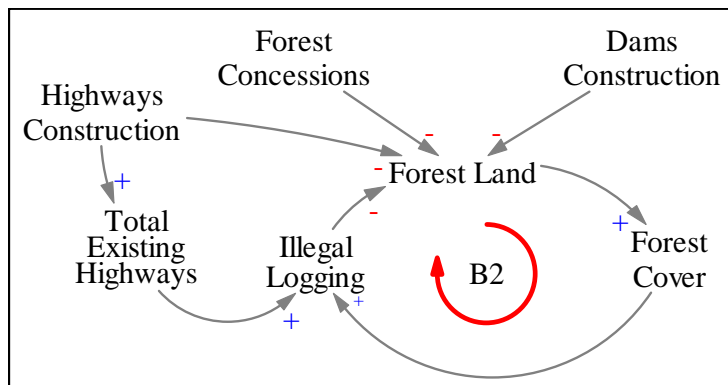 Forest
Concessions
Dams
Construction
Highways
Construction
+
-
-
-
-
Forest Land
Total
Existing
Highways
Illegal
Logging
+
+
B2
+
Forest
Cover